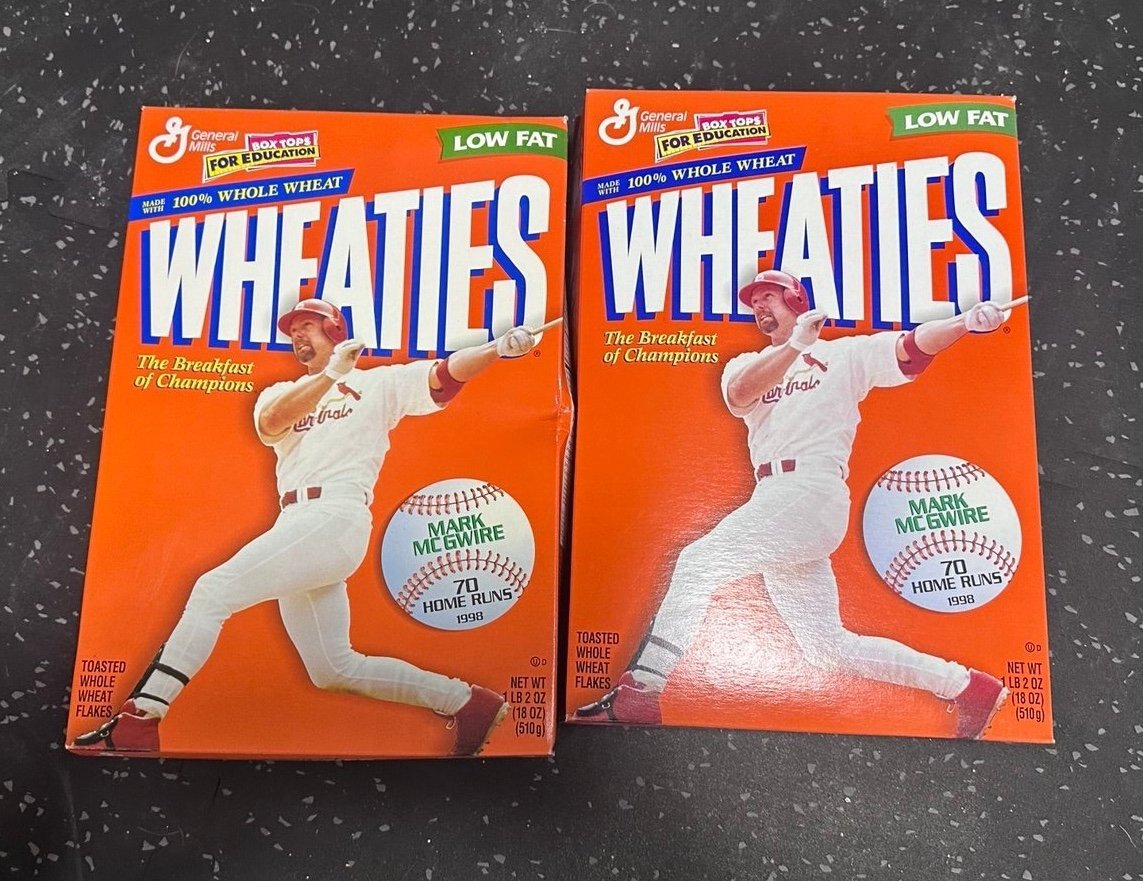 General
Mills
BOX TOPS
FOR EDUCATION
LOW FAT
MADE
WITH
100% WHOLE WHEAT
WHEATIES
The Breakfast
of Champions
Cardinals
MARK
MCGWIRE
70
HOME RUNS
1998
TOASTED
WHOLE
WHEAT
FLAKES
NET WT
1 LB 2 OZ
(18 OZ)
(510g)
General
Mills
BOX TOPS
FOR EDUCATION
LOW FAT
MADE
WITH
100% WHOLE WHEAT
WHEATIES
The Breakfast
of Champions
Cardinals
MARK
MCGWIRE
70
HOME RUNS
1998
TOASTED
WHOLE
WHEAT
FLAKES
NET WT
1 LB 2 OZ
(18 OZ)
(510g)